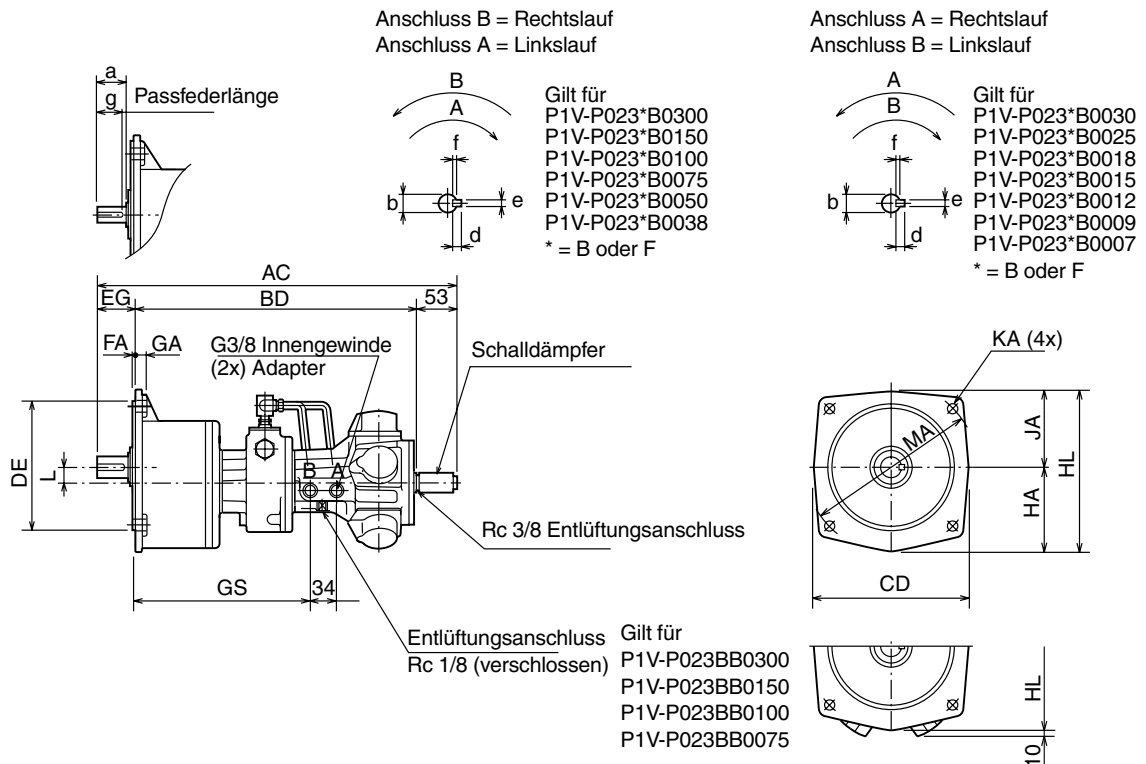 Anschluss B = Rechtslauf
Anschluss A = Linkslauf
Anschluss A = Rechtslauf
Anschluss B = Linkslauf
a
g
Passfederlänge
B
A
f
b
e
d
Gilt für
P1V-P023*B0300
P1V-P023*B0150
P1V-P023*B0100
P1V-P023*B0075
P1V-P023*B0050
P1V-P023*B0038
* = B oder F
A
B
f
b
e
d
Gilt für
P1V-P023*B0030
P1V-P023*B0025
P1V-P023*B0018
P1V-P023*B0015
P1V-P023*B0012
P1V-P023*B0009
P1V-P023*B0007
* = B oder F
AC
EG
BD
53
FA
GA
G3/8 Innengewinde
(2x) Adapter
Schalldämpfer
DE
L
B
A
Rc 3/8 Entlüftungsanschluss
GS
34
Entlüftungsanschluss
Rc 1/8 (verschlossen)
KA (4x)
MA
JA
HA
HL
CD
Gilt für
P1V-P023BB0300
P1V-P023BB0150
P1V-P023BB0100
P1V-P023BB0075
HL
10